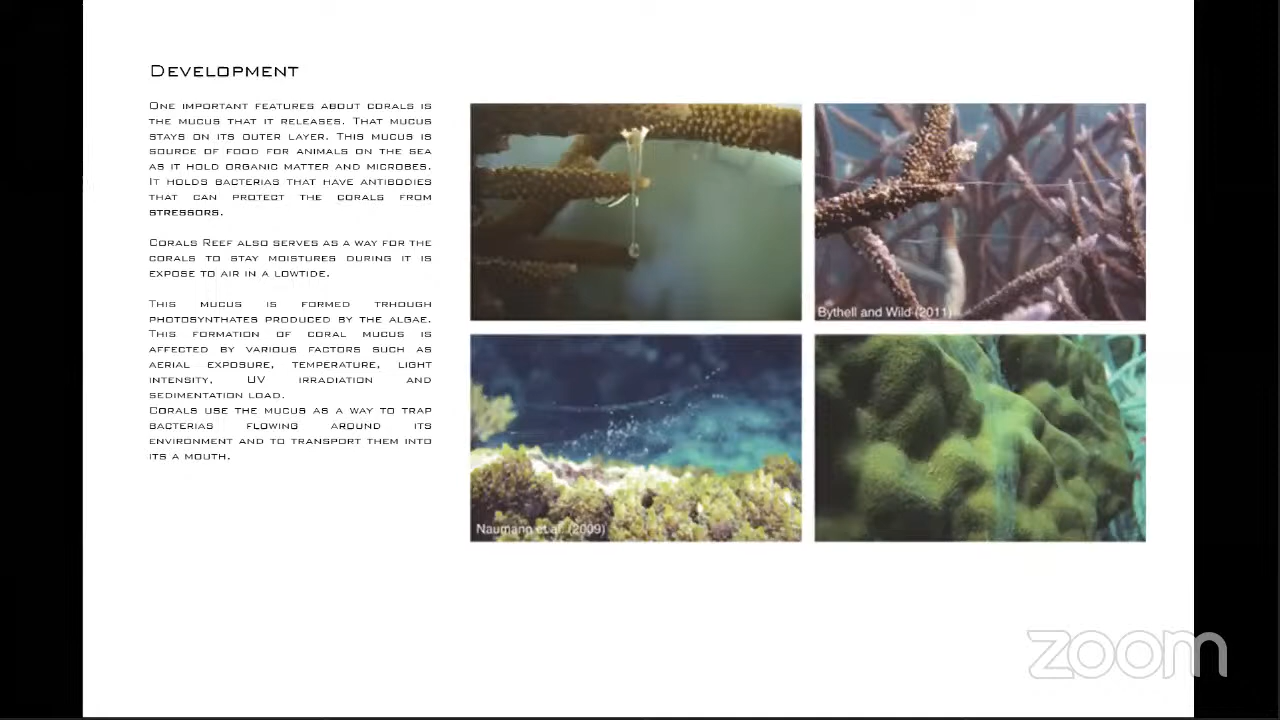 Development
One important features about corals is
the mucus that it releases. That mucus
stays on its outer layer. This mucus is
source of food for animals on the sea
as it hold organic matter and microbes.
It holds bacterias that have antibodies
that can protect the corals from
stressors.
Corals Reef also serves as a way for the
corals to stay moistures during it is
expose to air in a lowtide.
This mucus is formed trhough
photosynthates produced by the algae.
This formation of coral mucus is
affected by various factors such as
aerial exposure, temperature, light
intensity, UV irradiation and
sedimentation load.
Corals use the mucus as a way to trap
bacterias flowing around its
environment and to transport them into
its a mouth.
Bythell and Wild (2011)
Naumann et al. (2009)
zoom